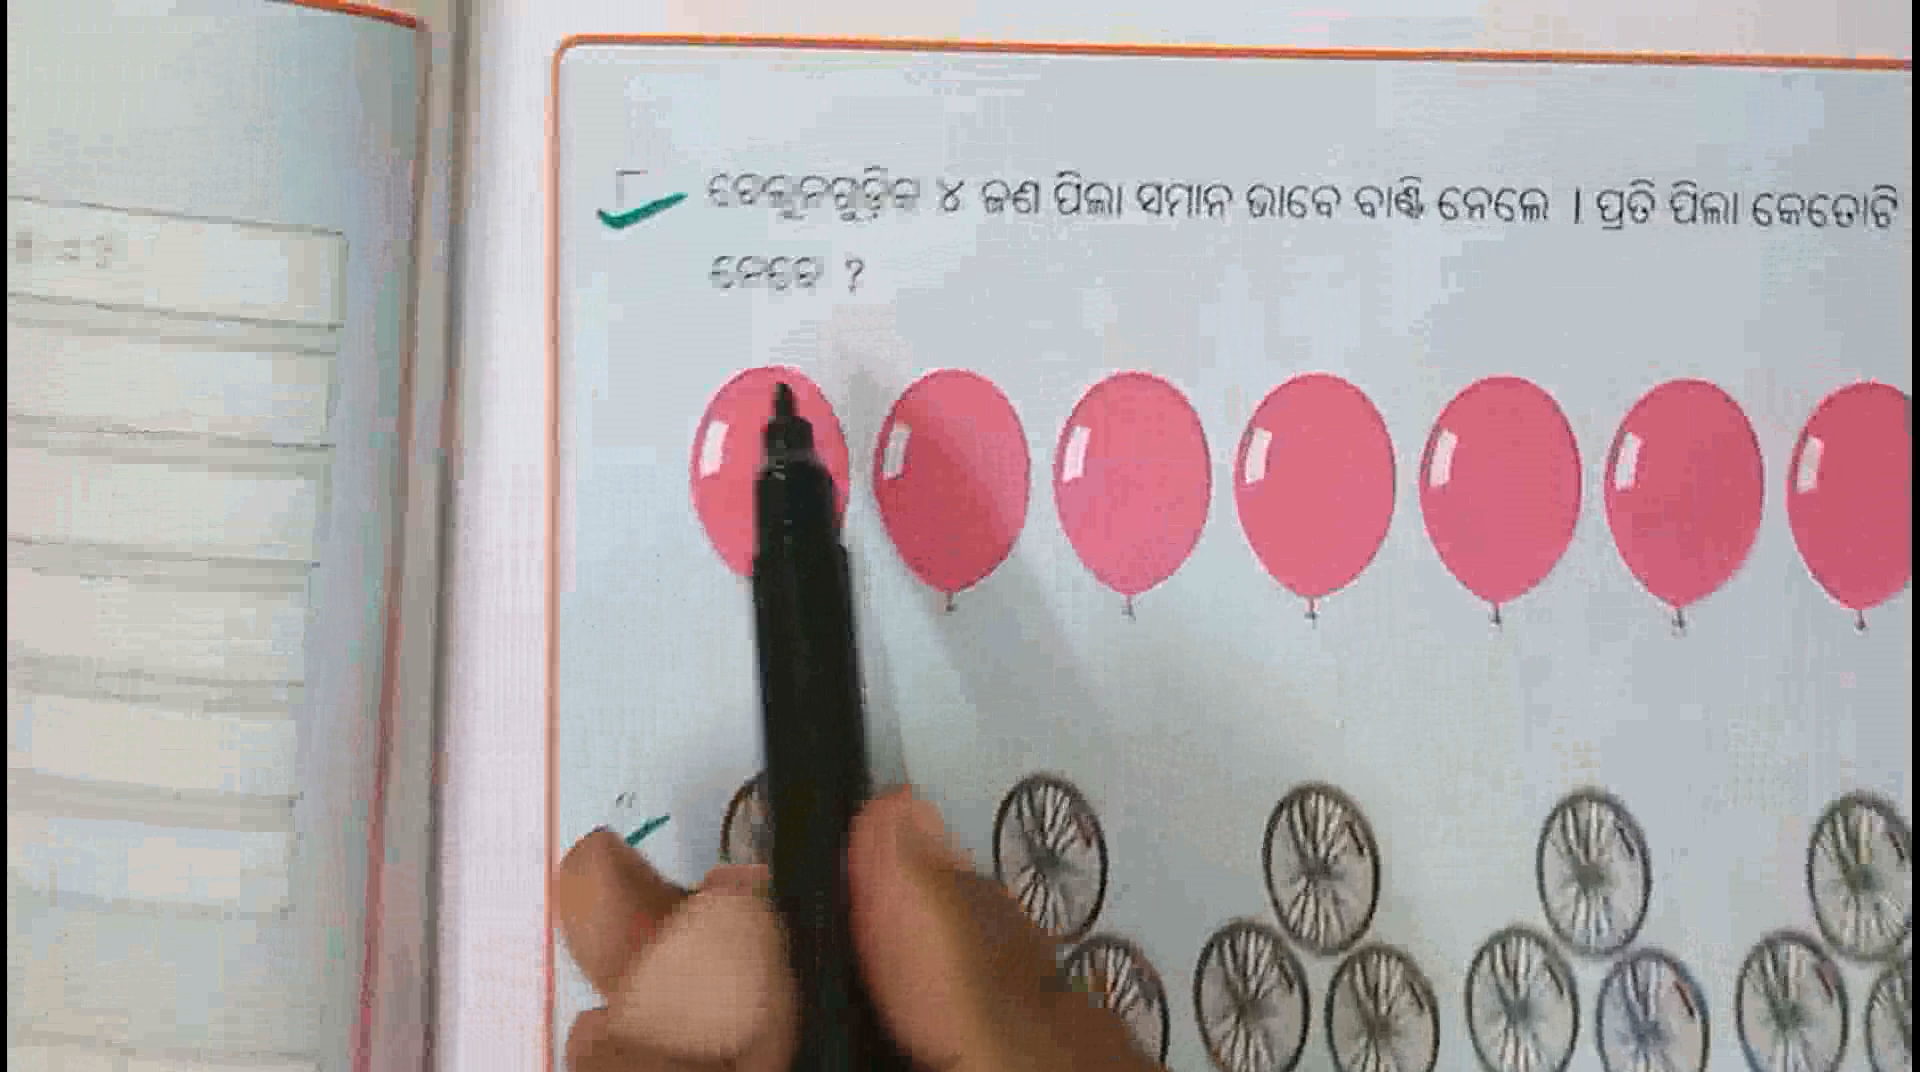 ବେଲୁନଗୁଡ଼ିକ ୪ ଜଣ ପିଲା ସମାନ ଭାବେ ବାଣ୍ଟି ନେଲେ । ପ୍ରତି ପିଲା କେତୋଟି
ନେବେ ?